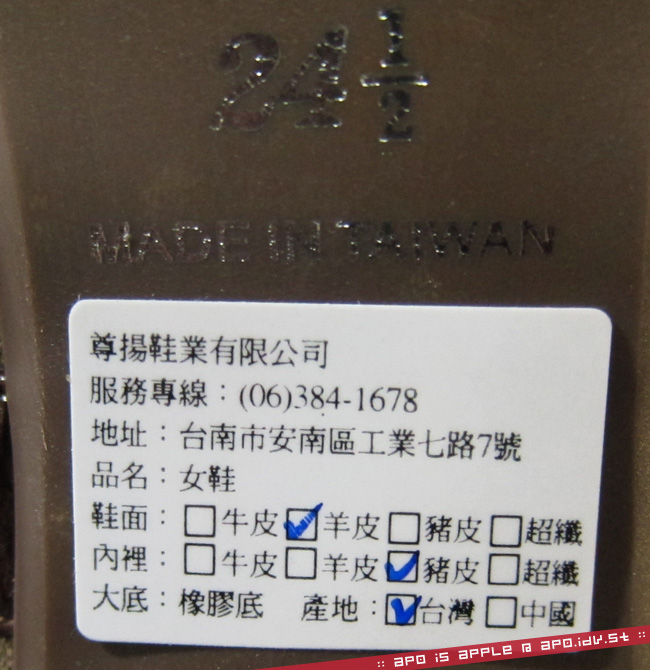 24 1/2
MADE IN TAIWAN
尊揚鞋業有限公司
服務專線：(06)384-1678
地址：台南市安南區工業七路7號
品名：女鞋
鞋面：□牛皮☑羊皮□豬皮□超纖
內裡：□牛皮□羊皮☑豬皮□超纖
大底：橡膠底 產地：☑台灣□中國
:: apo is apple @ apo.idv.st ::